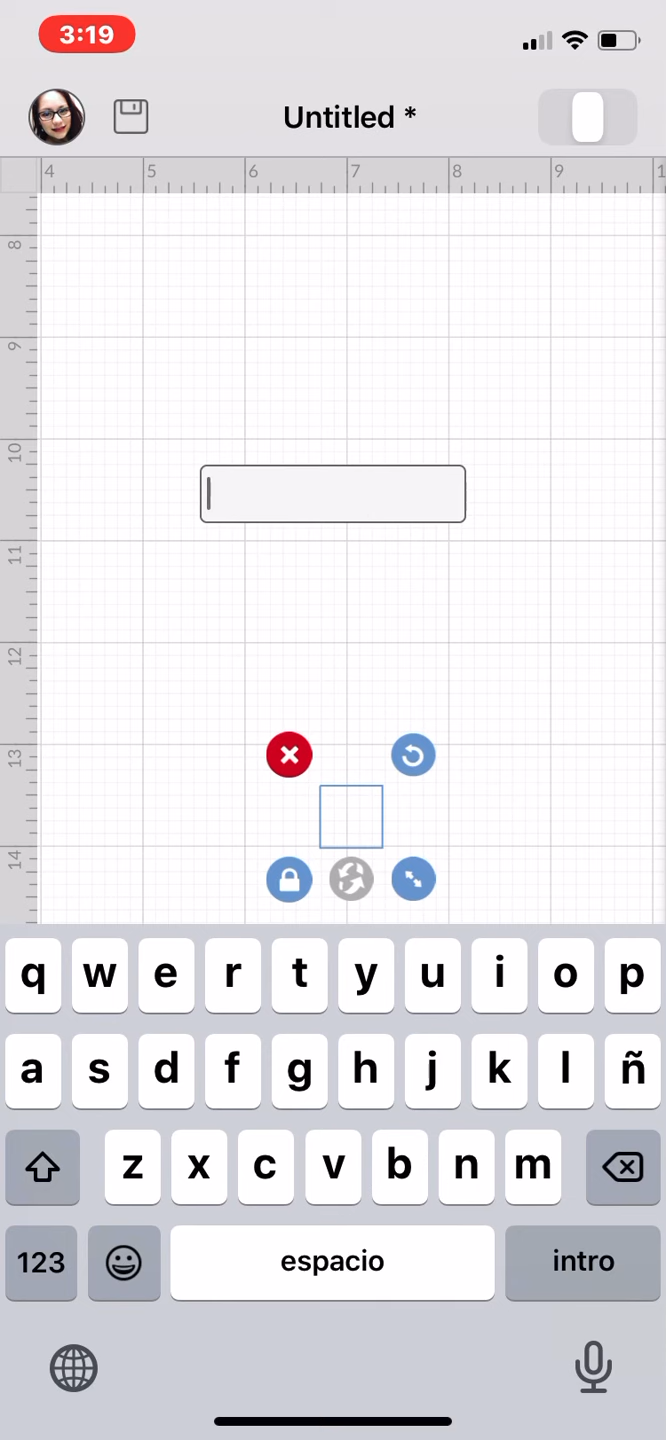 3:19
Untitled *
4 5 6 7 8 9 1
8
9
10
11
12
13
14
q w e r t y u i o p
a s d f g h j k l ñ
z x c v b n m
123 espacio intro